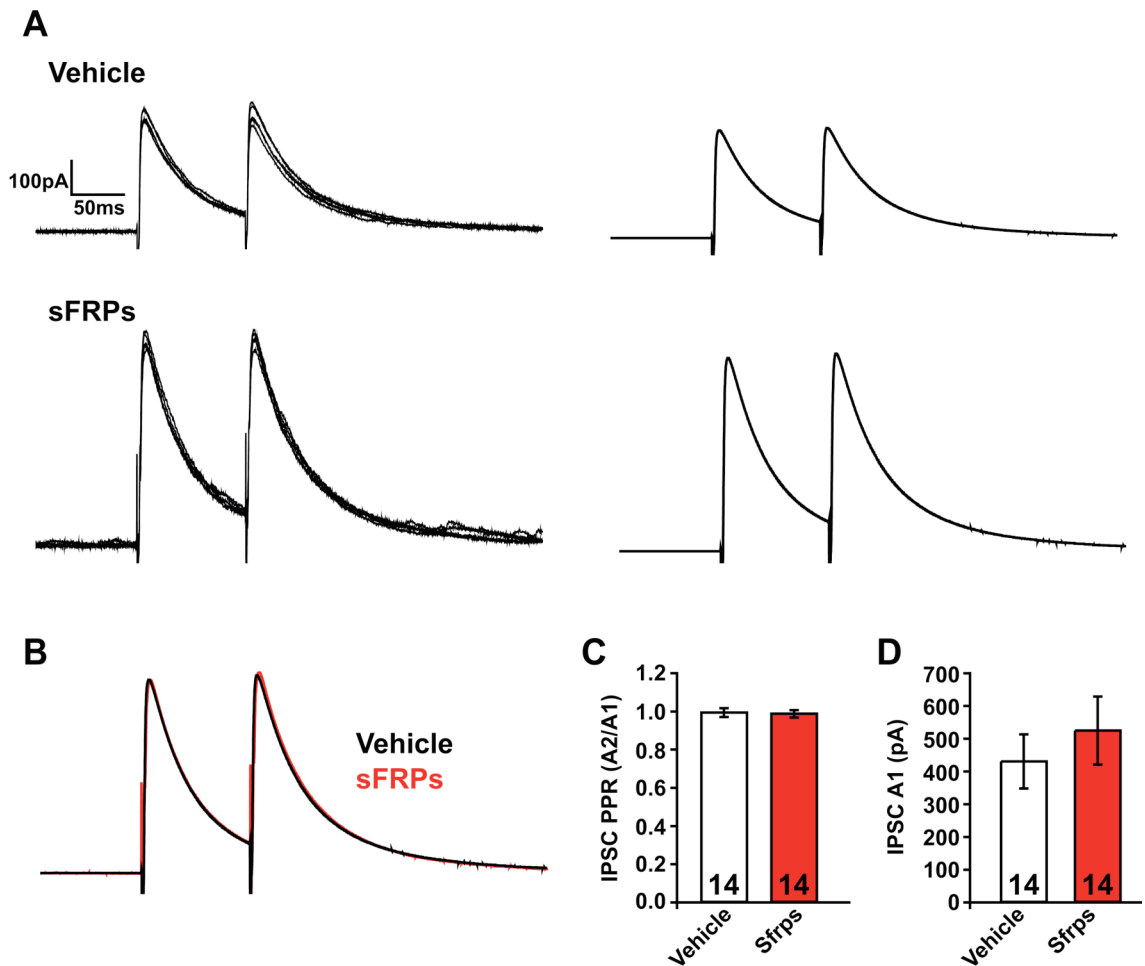 A
Vehicle
100pA
50ms
sFRPs
B
Vehicle
sFRPs
C
IPSC PPR (A2/A1)
1.2
1.0
0.8
0.6
0.4
0.2
0.0
14
14
Vehicle
Sfrps
D
IPSC A1 (pA)
700
600
500
400
300
200
100
0
14
14
Vehicle
Sfrps